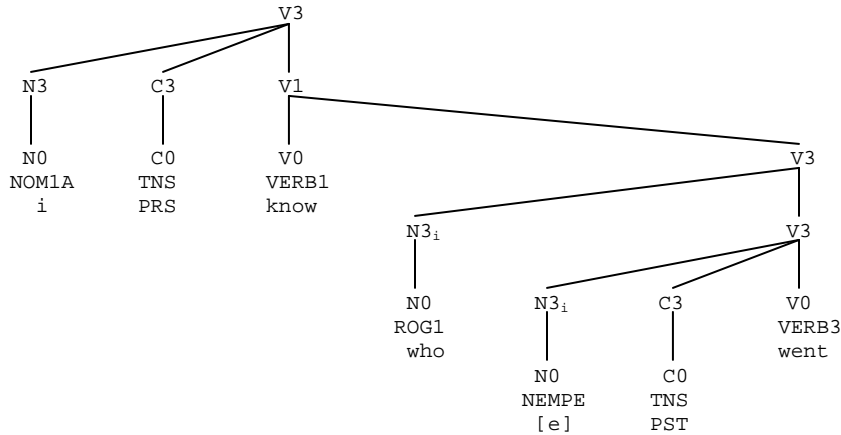 V3
N3 C3 V1
N0 C0 V0 V3
NOM1A TNS VERB1
i PRS know
N3i V3
N0 N3i C3 V0
ROG1 VERB3
who went
N0 C0
NEMPE TNS
[e] PST